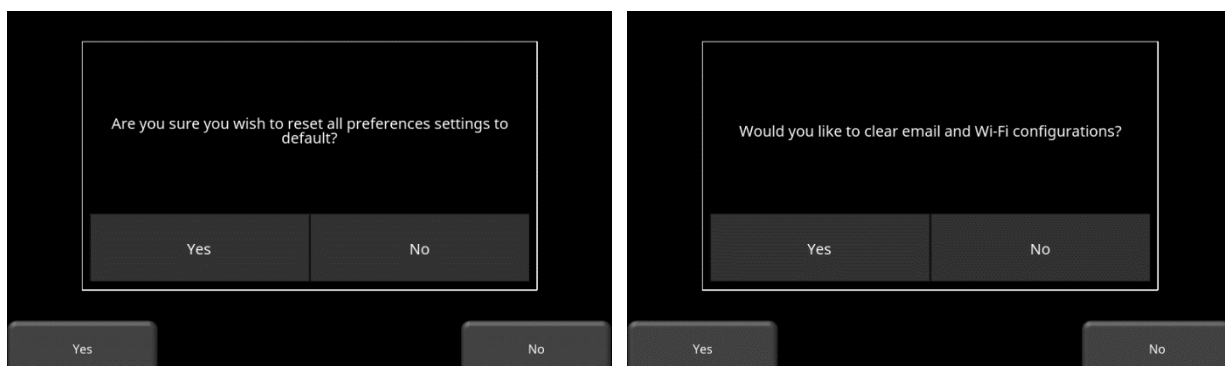 Are you sure you wish to reset all preferences settings to
default?
Yes
No
Yes
No
Would you like to clear email and Wi-Fi configurations?
Yes
No
Yes
No